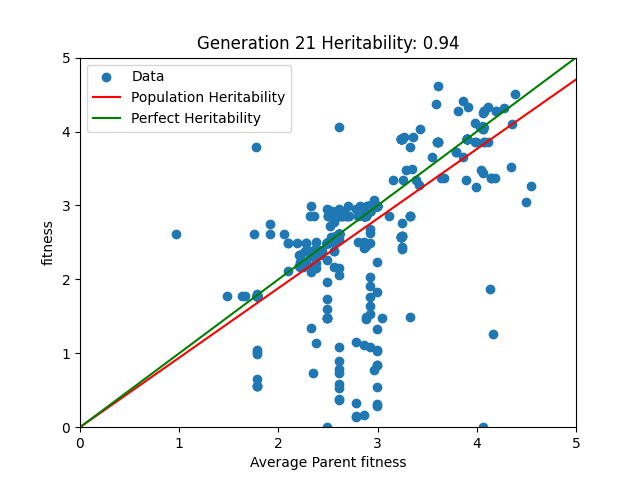 Generation 21 Heritability: 0.94
Data
Population Heritability
Perfect Heritability
5
4
3
2
1
0
fitness
0 1 2 3 4 5
Average Parent fitness